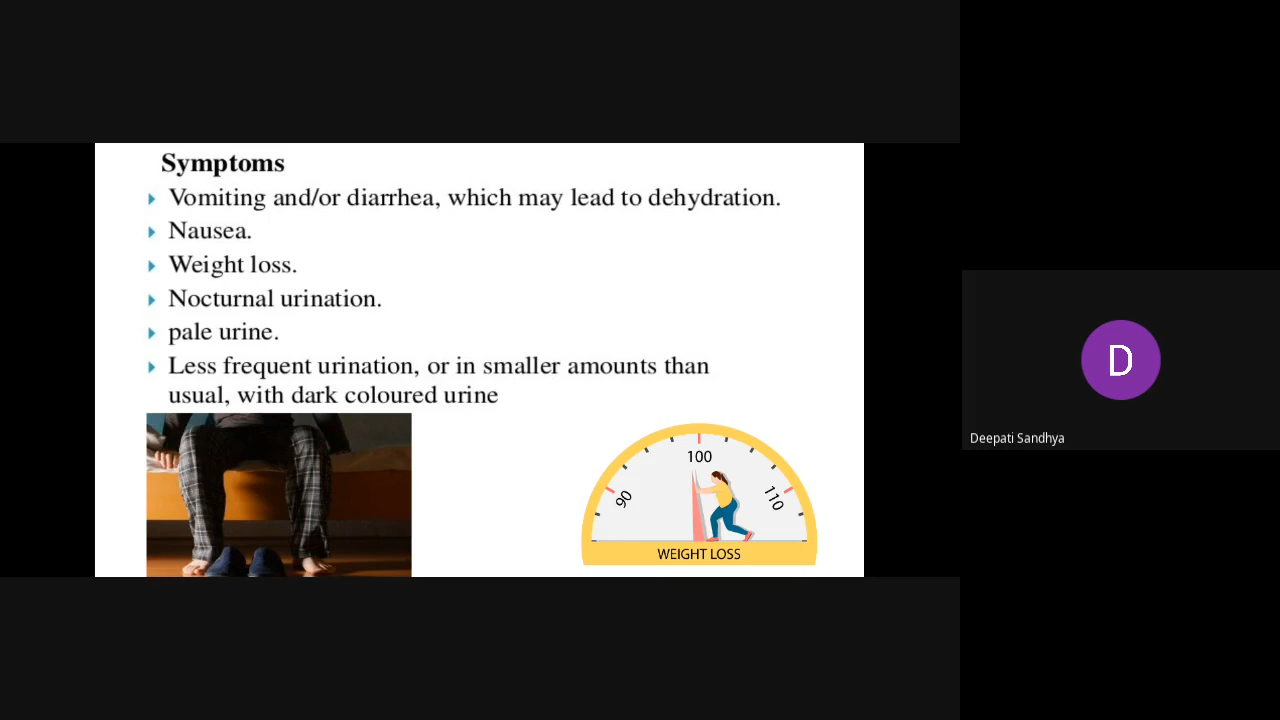 Symptoms
Vomiting and/or diarrhea, which may lead to dehydration.
Nausea.
Weight loss.
Nocturnal urination.
pale urine.
Less frequent urination, or in smaller amounts than
usual, with dark coloured urine
100
90
110
WEIGHT LOSS
D
Deepati Sandhya